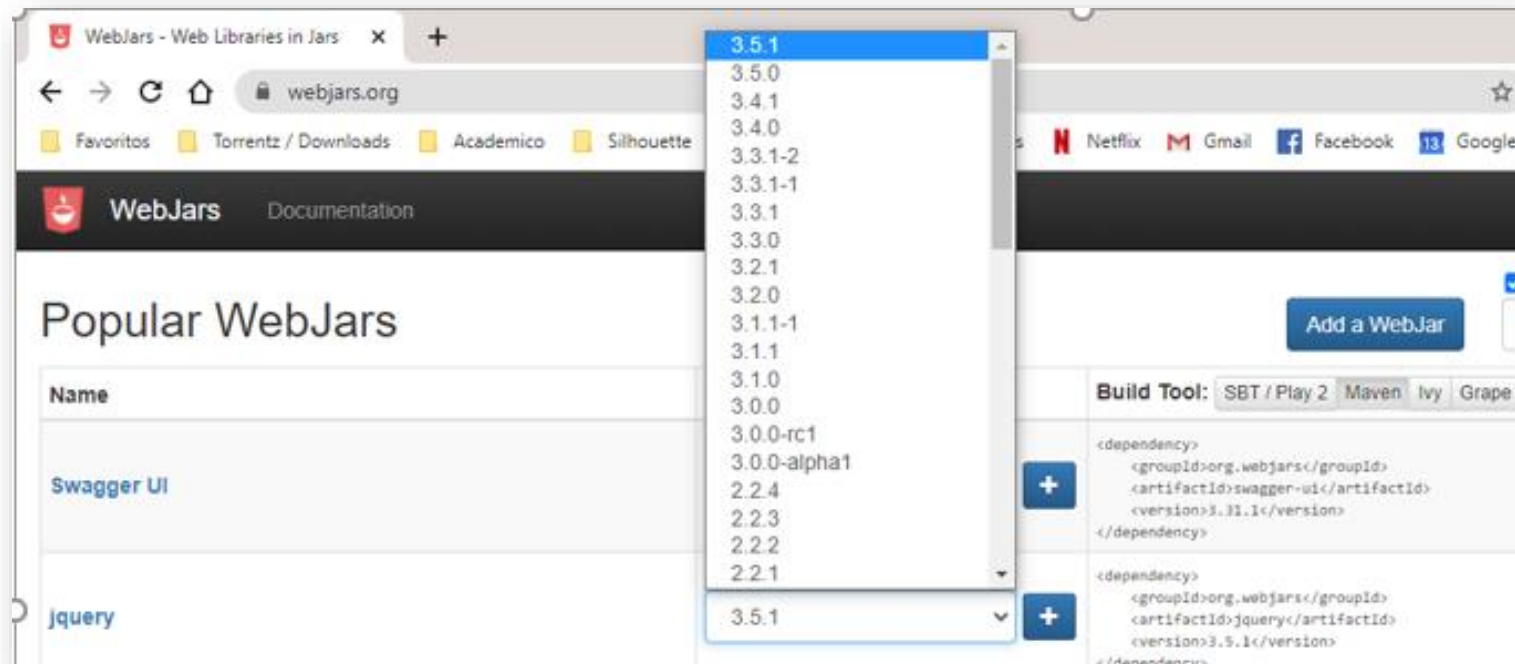 WebJars - Web Libraries in Jars
webjars.org
Favoritos Torrentz / Downloads Academico Silhouette Netflix Gmail Facebook 13 Google
WebJars Documentation
3.5.1
3.5.0
3.4.1
3.4.0
3.3.1-2
3.3.1-1
3.3.1
3.3.0
3.2.1
3.2.0
3.1.1-1
3.1.1
3.1.0
3.0.0
3.0.0-rc1
3.0.0-alpha1
2.2.4
2.2.3
2.2.2
2.2.1
Popular WebJars
Add a WebJar
Name
Build Tool: SBT / Play 2 Maven Ivy Grape
Swagger UI
<dependency>
<groupId>org.webjars</groupId>
<artifactId>swagger-ui</artifactId>
<version>3.31.1</version>
</dependency>
jquery
3.5.1
<dependency>
<groupId>org.webjars</groupId>
<artifactId>jquery</artifactId>
<version>3.5.1</version>
</dependency>